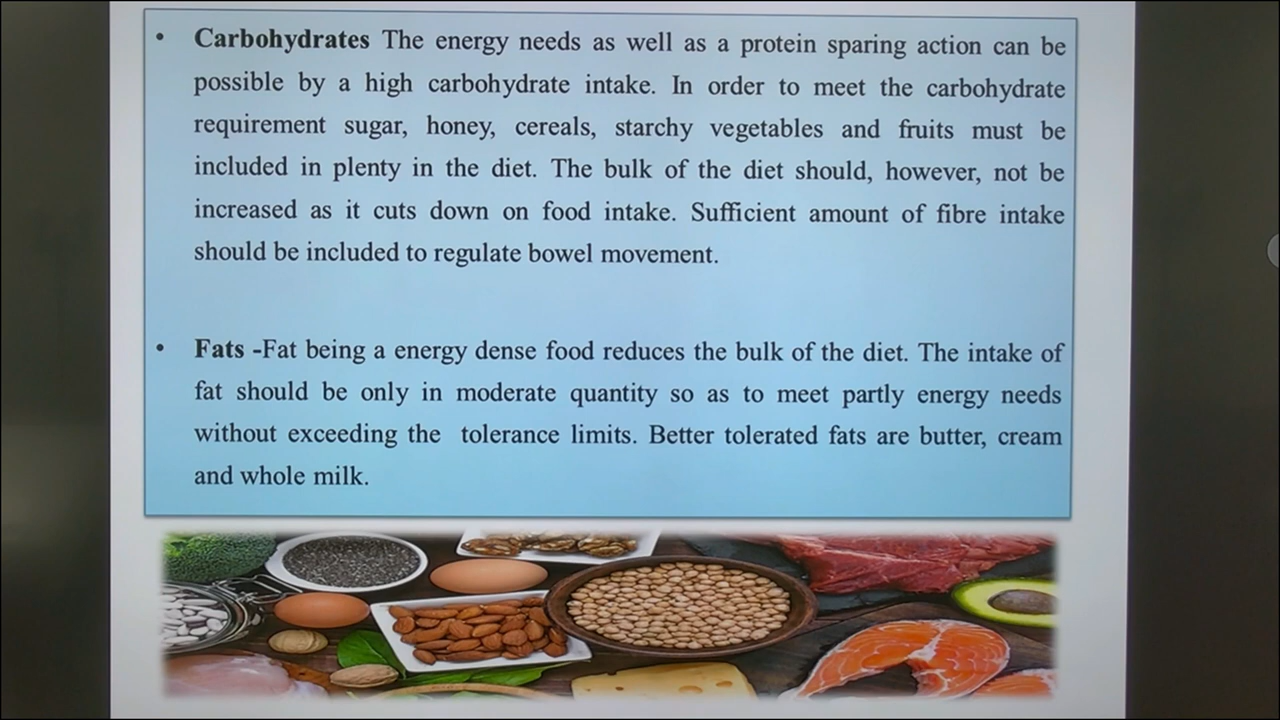 • Carbohydrates The energy needs as well as a protein sparing action can be
possible by a high carbohydrate intake. In order to meet the carbohydrate
requirement sugar, honey, cereals, starchy vegetables and fruits must be
included in plenty in the diet. The bulk of the diet should, however, not be
increased as it cuts down on food intake. Sufficient amount of fibre intake
should be included to regulate bowel movement.
• Fats -Fat being a energy dense food reduces the bulk of the diet. The intake of
fat should be only in moderate quantity so as to meet partly energy needs
without exceeding the tolerance limits. Better tolerated fats are butter, cream
and whole milk.